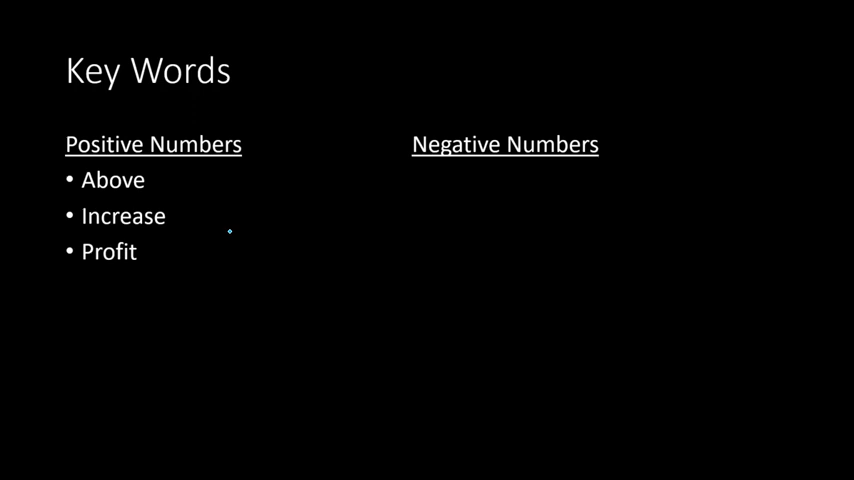 Key Words
Positive Numbers
• Above
• Increase
• Profit
Negative Numbers